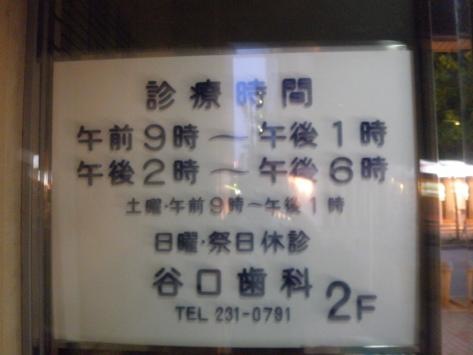 診療時間
午前9時～午後1時
午後2時～午後6時
土曜・午前9時～午後1時
日曜・祭日休診
谷口歯科 2F
TEL 231-0791